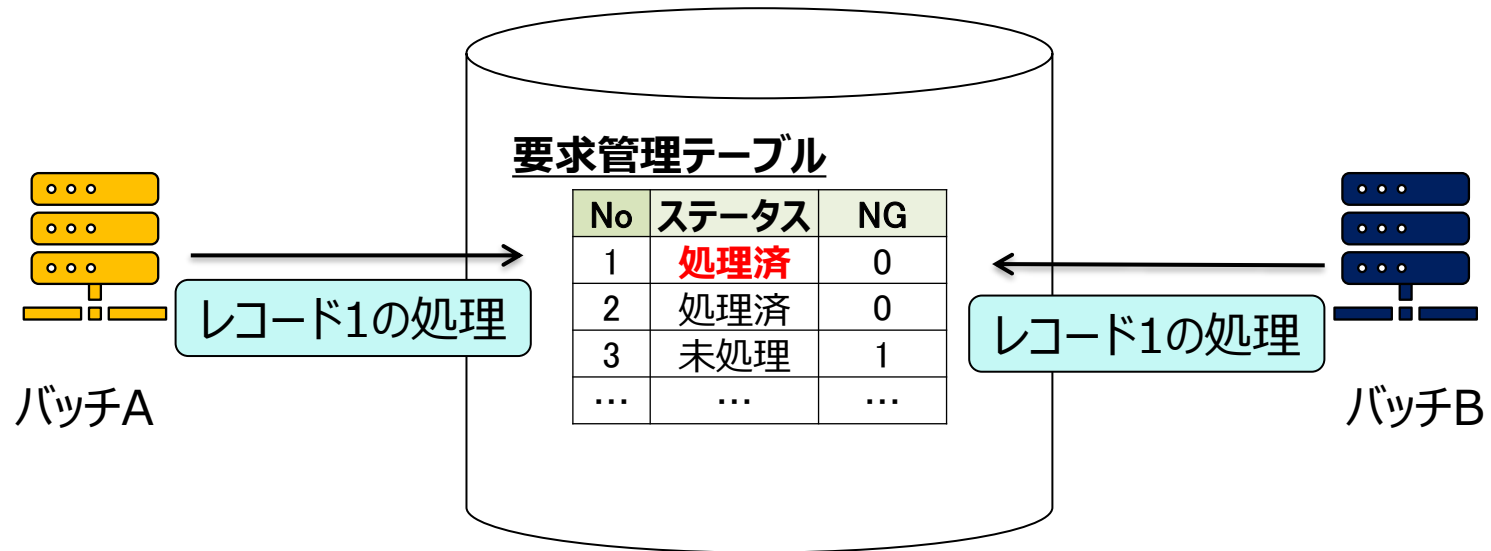 要求管理テーブル
No ステータス NG
1 処理済 0
2 処理済 0
3 未処理 1
… … …
レコード1の処理
レコード1の処理
バッチA
バッチB